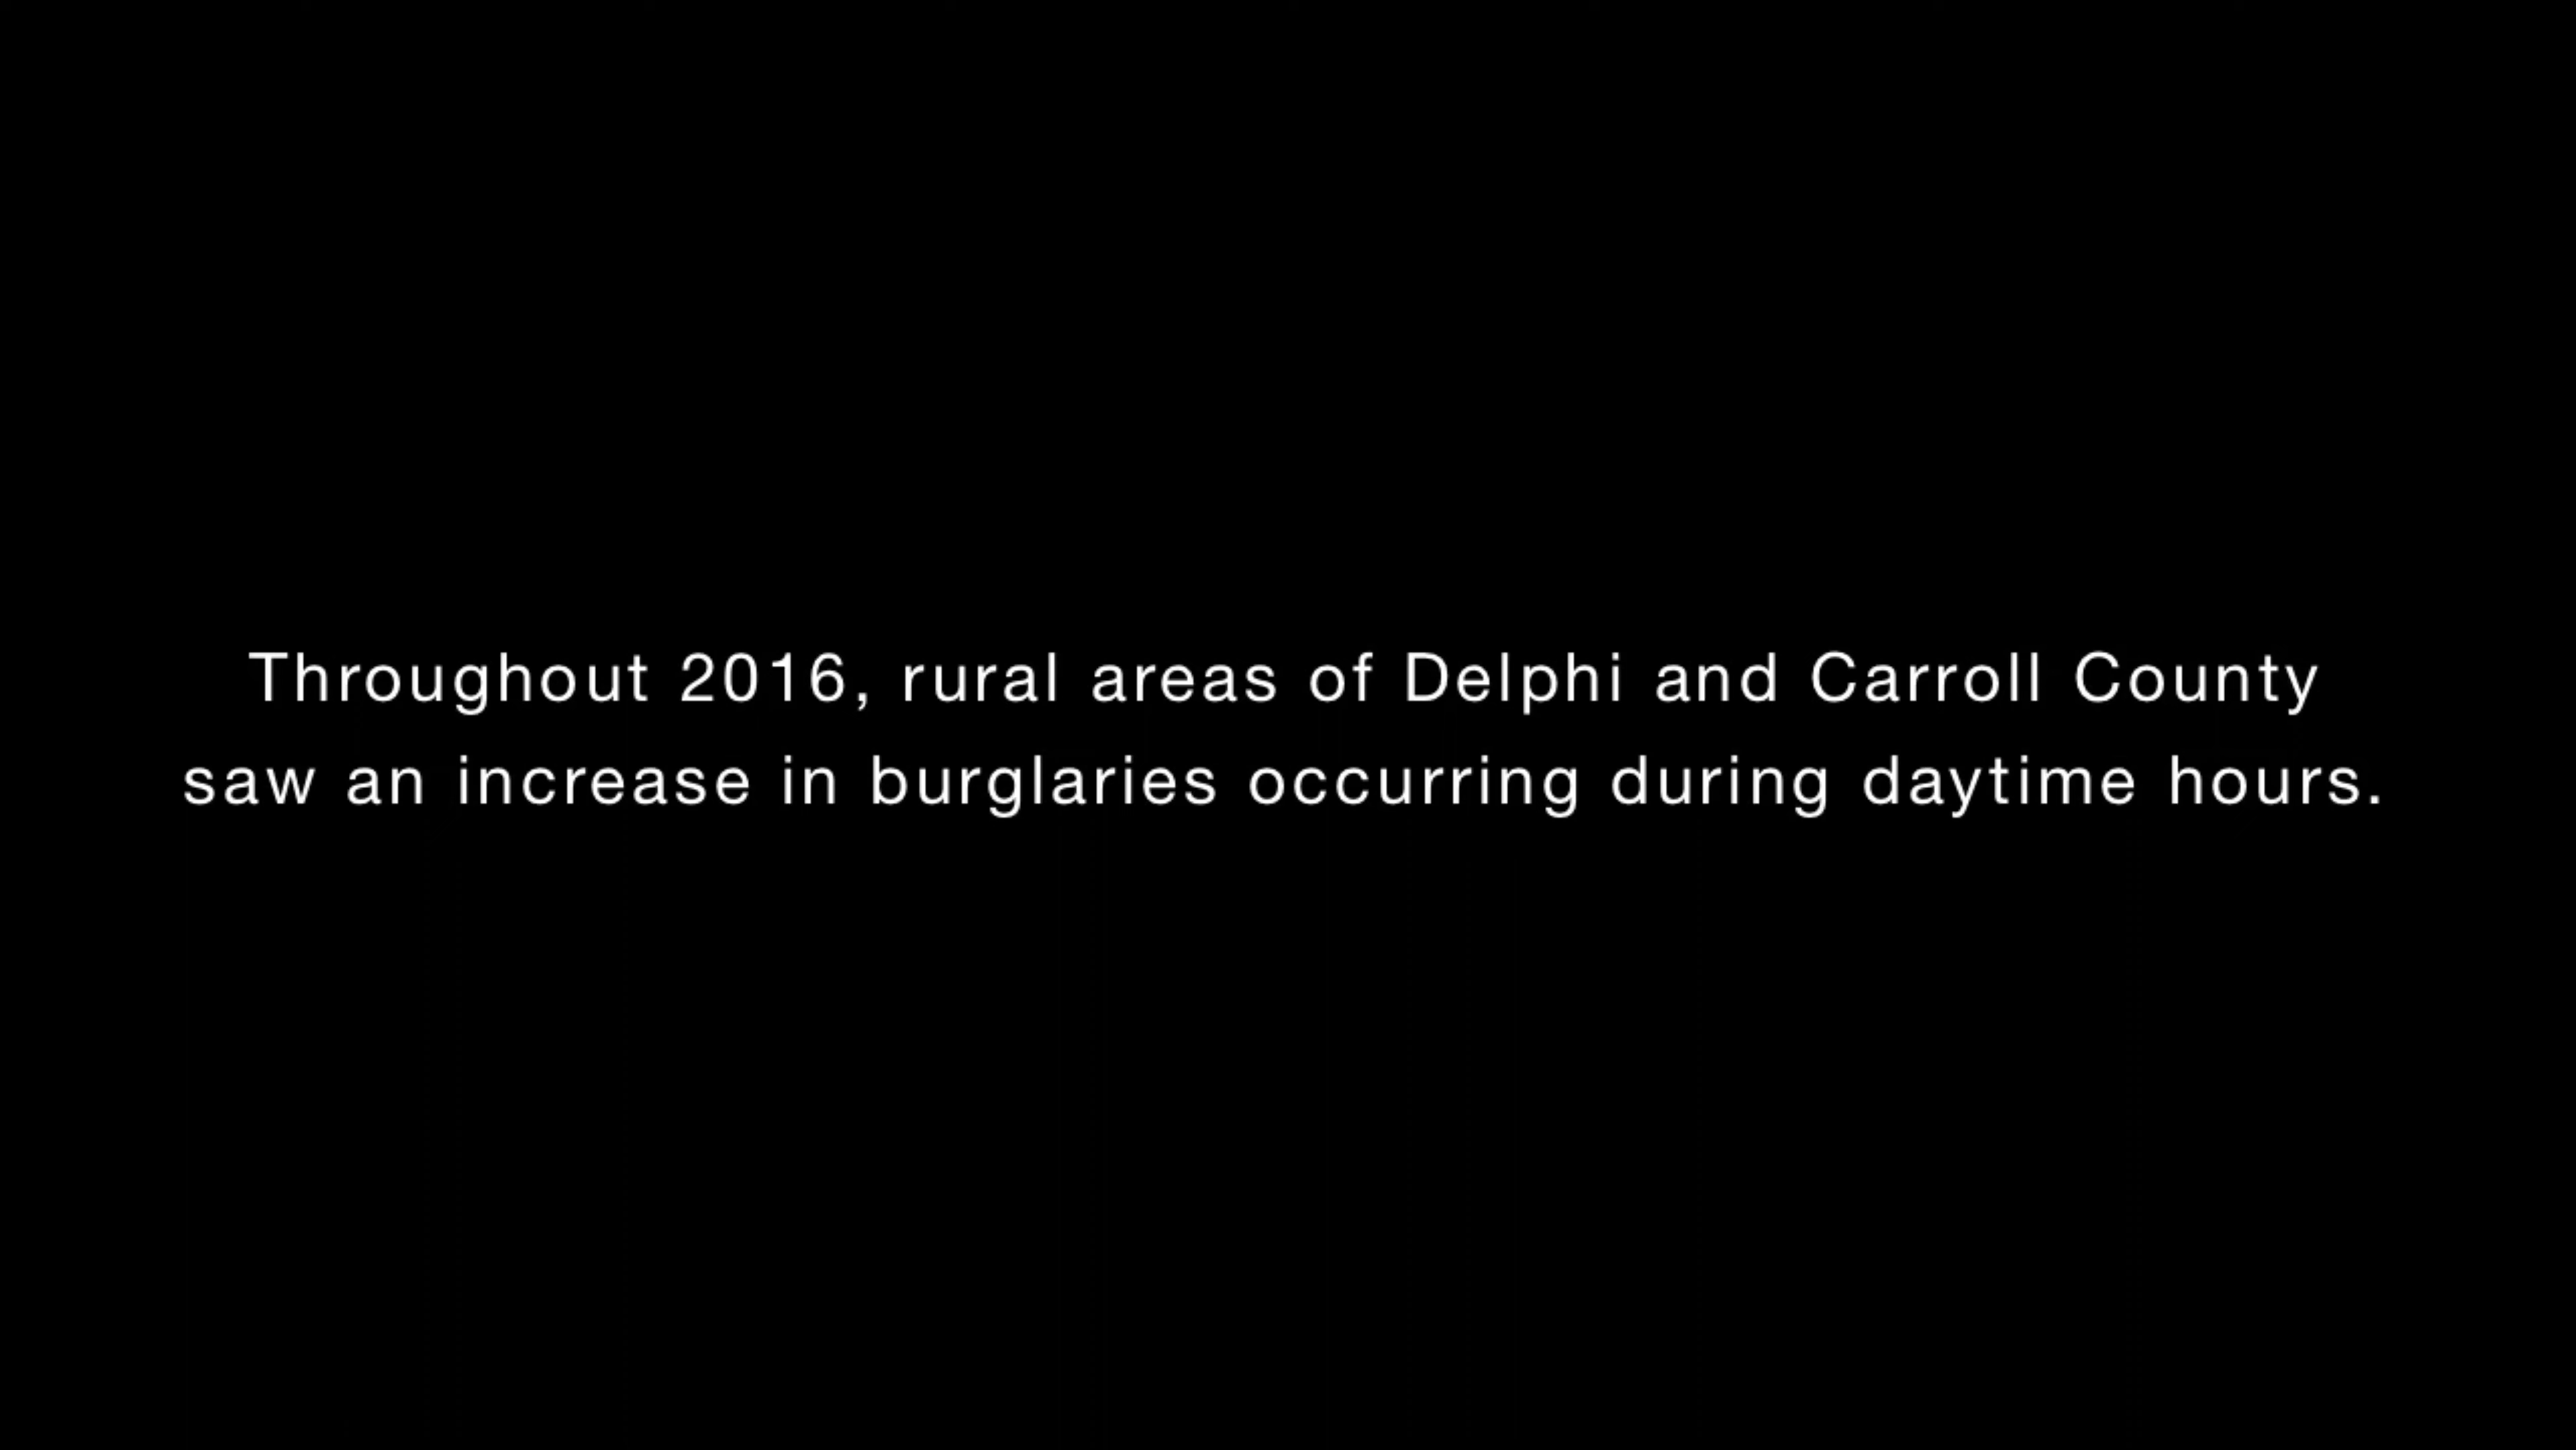 Throughout 2016, rural areas of Delphi and Carroll County
saw an increase in burglaries occurring during daytime hours.